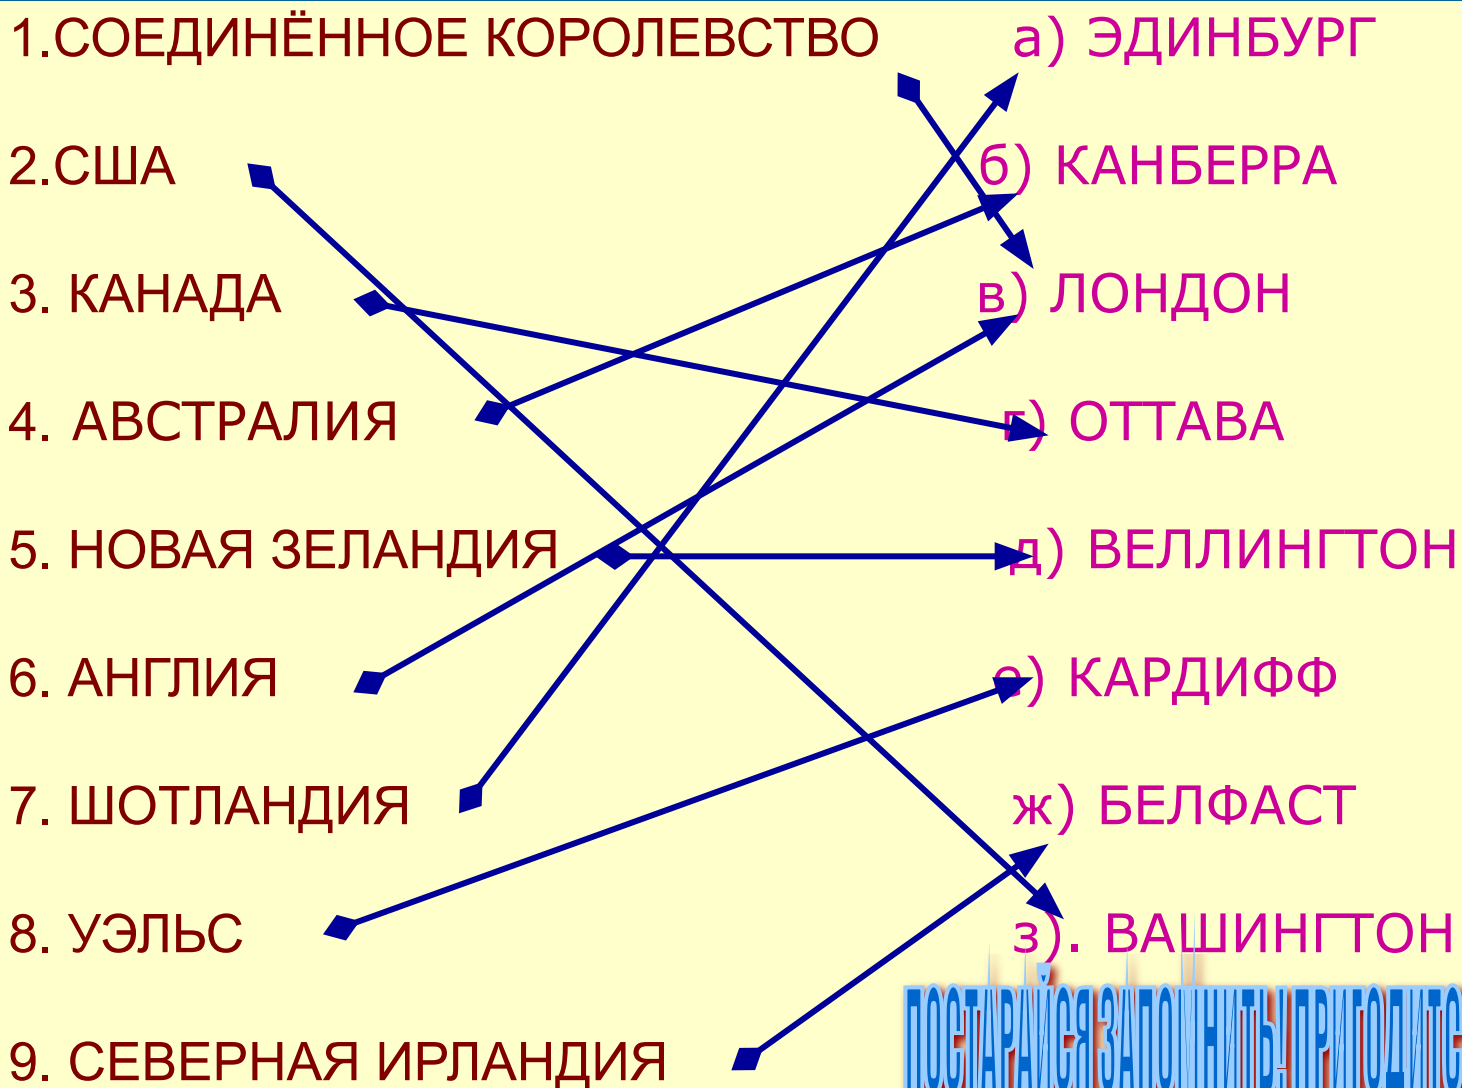 1.СОЕДИНЁННОЕ КОРОЛЕВСТВО а) ЭДИНБУРГ
2.США б) КАНБЕРРА
3. КАНАДА в) ЛОНДОН
4. АВСТРАЛИЯ г) ОТТАВА
5. НОВАЯ ЗЕЛАНДИЯ д) ВЕЛЛИНГТОН
6. АНГЛИЯ е) КАРДИФФ
7. ШОТЛАНДИЯ ж) БЕЛФАСТ
8. УЭЛЬС з). ВАШИНГТОН
9. СЕВЕРНАЯ ИРЛАНДИЯ
ПОСТАРАЙСЯ ЗАПОМНИТЬ!